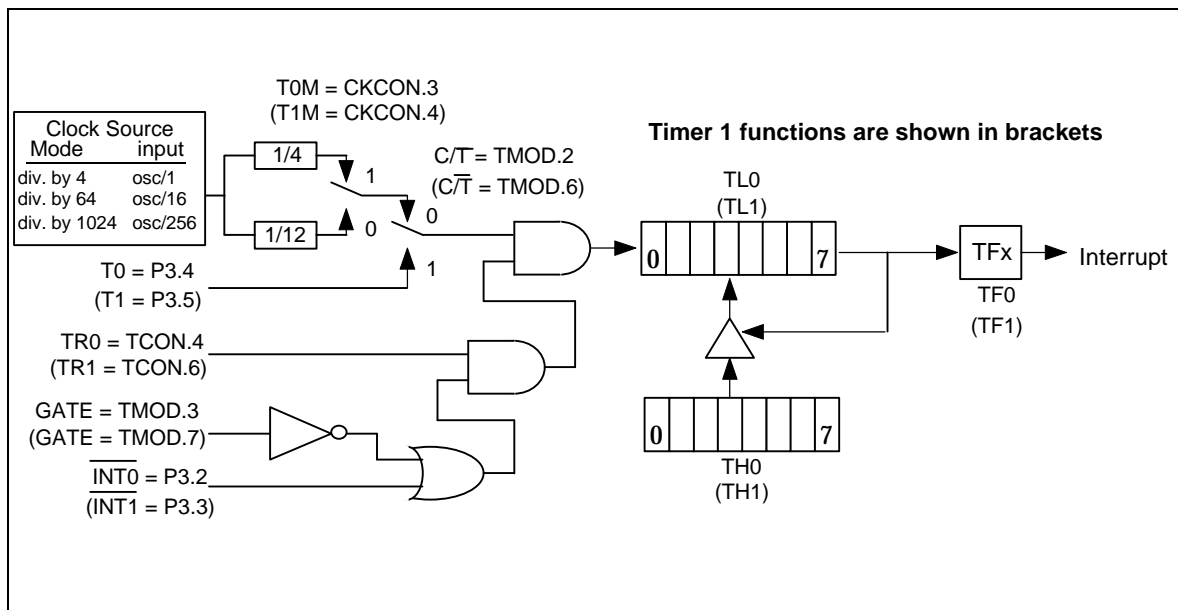 T0M = CKCON.3
(T1M = CKCON.4)
Timer 1 functions are shown in brackets
Clock Source
Mode input
div. by 4 osc/1
div. by 64 osc/16
div. by 1024 osc/256
1/4
1/12
1
0
C/T = TMOD.2
(C/T̅ = TMOD.6)
0
1
T0 = P3.4
(T1 = P3.5)
TL0
(TL1)
0 7
TFx
Interrupt
TF0
(TF1)
TR0 = TCON.4
(TR1 = TCON.6)
GATE = TMOD.3
(GATE = TMOD.7)
I̅N̅T̅0̅ = P3.2
(I̅N̅T̅1̅ = P3.3)
0 7
TH0
(TH1)